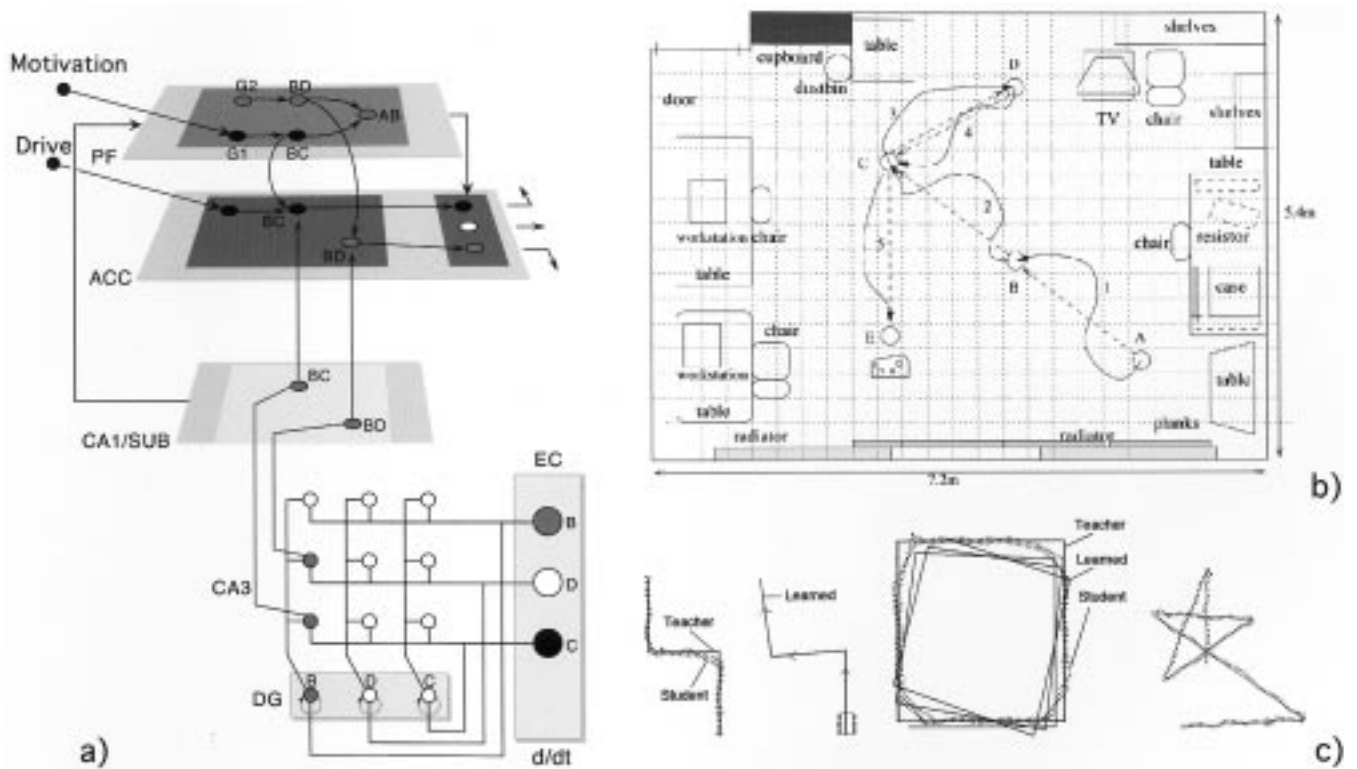 Motivation
G2
BD
AB
Drive
PF
G1
BC
BC
BD
ACC
BC
BD
CA1/SUB
EC
B
D
CA3
C
B
D
C
DG
a)
d/dt
shelves
cupboard
table
D
dustbin
door
TV
chair
shelves
3
4
C
table
5.4m
2
workstation
chair
resistor
chair
5
table
B
1
case
chair
E
A
workstation
table
table
planks
radiator
radiator
7.2m
b)
Teacher
Learned
Learned
Student
Teacher
Student
c)